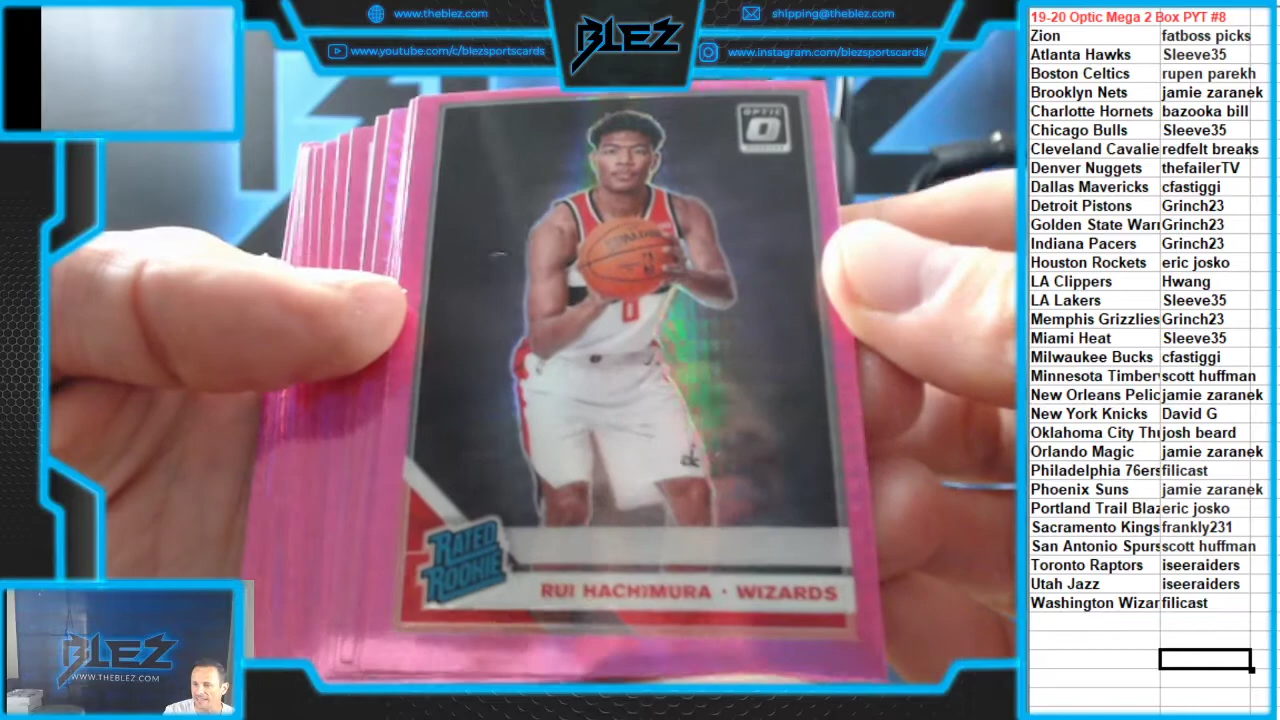 www.theblez.com
BLEZ
shipping@theblez.com
www.youtube.com/c/blezsportscards
www.instagram.com/blezsportscards/
OPTIC
SPALDING
RATED
ROOKIE
RUI HACHIMURA · WIZARDS
BLEZ
WWW.THEBLEZ.COM
19-20 Optic Mega 2 Box PYT #8
Zion fatboss picks
Atlanta Hawks Sleeve35
Boston Celtics rupen parekh
Brooklyn Nets jamie zaranek
Charlotte Hornets bazooka bill
Chicago Bulls Sleeve35
Cleveland Cavalie redfelt breaks
Denver Nuggets thefailerTV
Dallas Mavericks cfastiggi
Detroit Pistons Grinch23
Golden State Warr Grinch23
Indiana Pacers Grinch23
Houston Rockets eric josko
LA Clippers Hwang
LA Lakers Sleeve35
Memphis Grizzlies Grinch23
Miami Heat Sleeve35
Milwaukee Bucks cfastiggi
Minnesota Timber scott huffman
New Orleans Pelic jamie zaranek
New York Knicks David G
Oklahoma City Thu josh beard
Orlando Magic jamie zaranek
Philadelphia 76ers filicast
Phoenix Suns jamie zaranek
Portland Trail Blaz eric josko
Sacramento Kings frankly231
San Antonio Spurs scott huffman
Toronto Raptors iseeraiders
Utah Jazz iseeraiders
Washington Wizar filicast